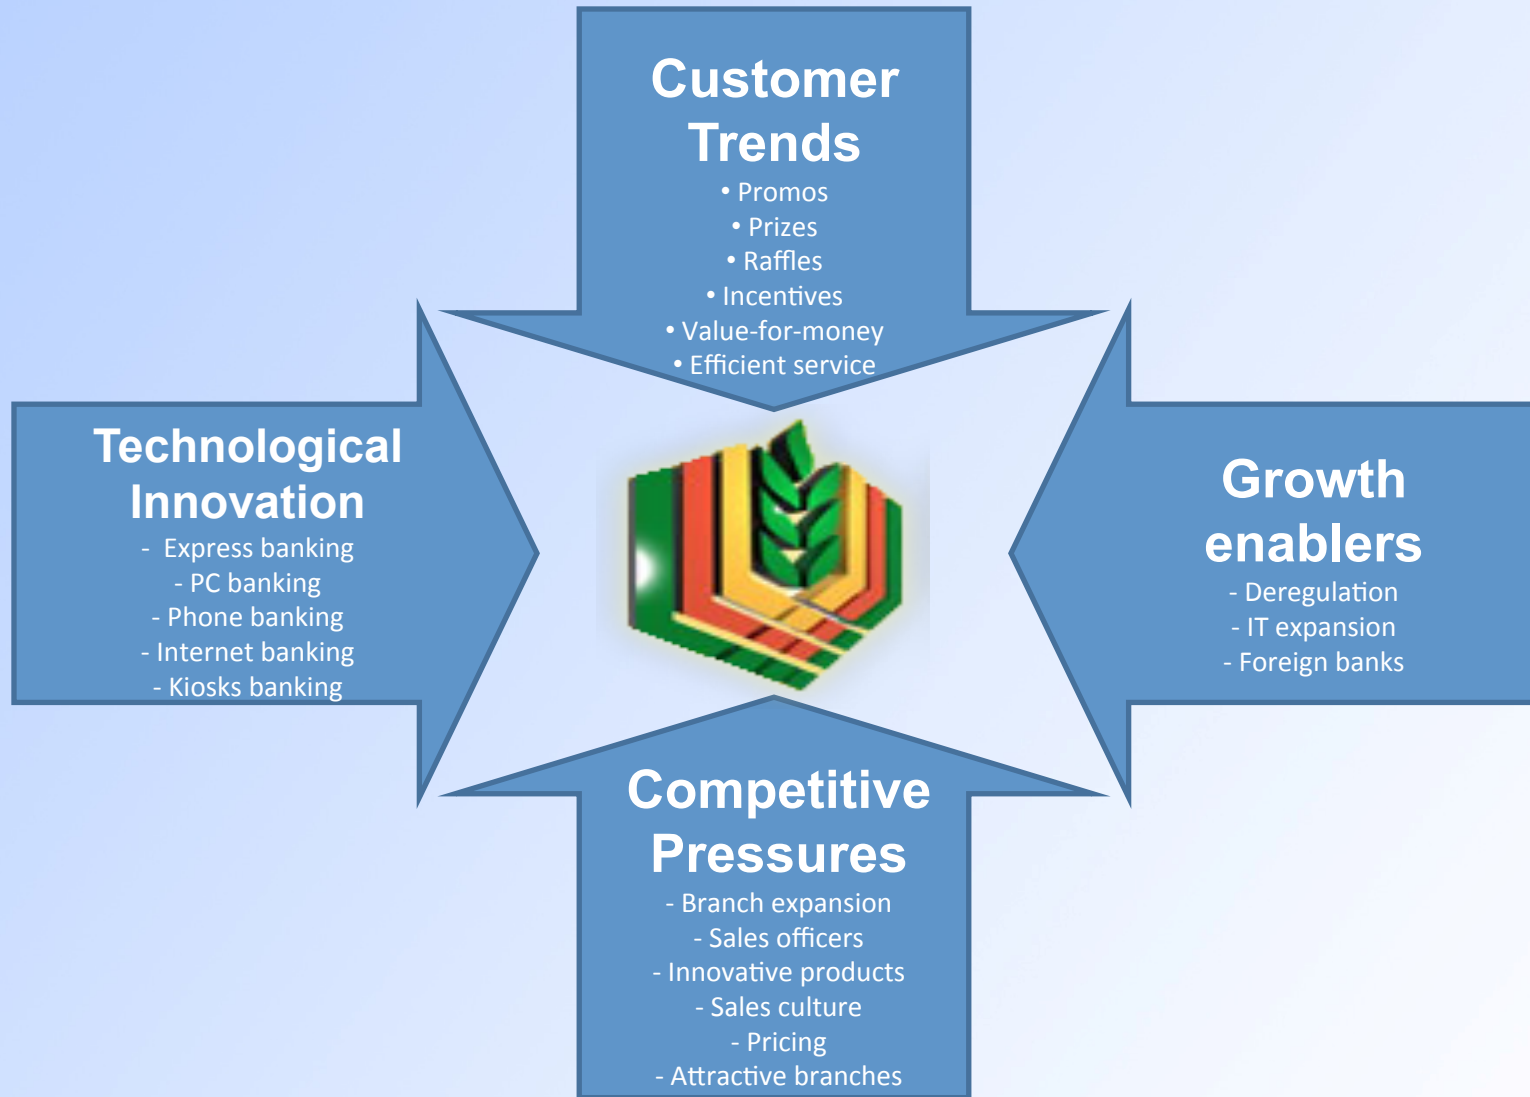 Customer
Trends
• Promos
• Prizes
• Raffles
• Incentives
• Value-for-money
• Efficient service
Technological
Innovation
- Express banking
- PC banking
- Phone banking
- Internet banking
- Kiosks banking
Growth
enablers
- Deregulation
- IT expansion
- Foreign banks
Competitive
Pressures
- Branch expansion
- Sales officers
- Innovative products
- Sales culture
- Pricing
- Attractive branches